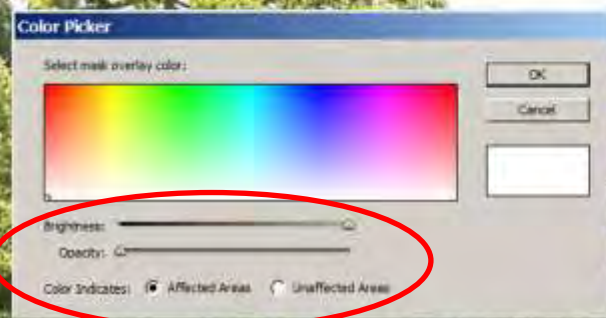 Color Picker
Select mask overlay color:
OK
Cancel
Brightness:
Opacity:
Color Indicates: Affected Areas Unaffected Areas